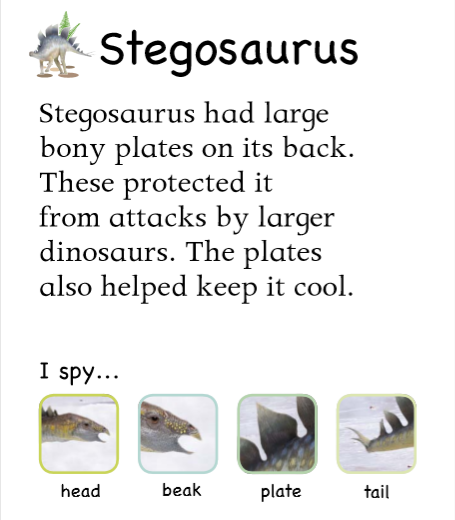 Stegosaurus
Stegosaurus had large
bony plates on its back.
These protected it
from attacks by larger
dinosaurs. The plates
also helped keep it cool.
I spy...
head
beak
plate
tail